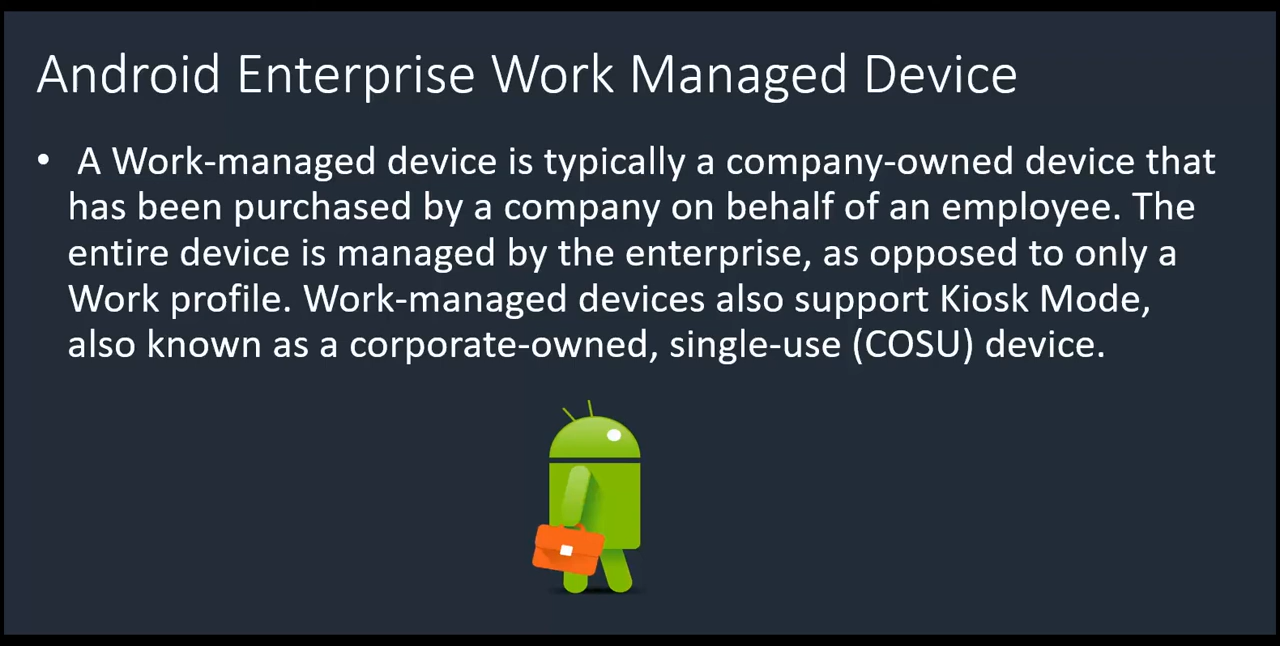 Android Enterprise Work Managed Device
• A Work-managed device is typically a company-owned device that
has been purchased by a company on behalf of an employee. The
entire device is managed by the enterprise, as opposed to only a
Work profile. Work-managed devices also support Kiosk Mode,
also known as a corporate-owned, single-use (COSU) device.